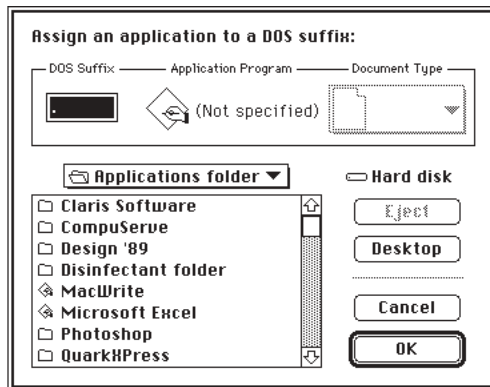 Assign an application to a DOS suffix:
DOS Suffix Application Program Document Type
.
(Not specified)
Applications folder
Hard disk
Claris Software
CompuServe
Design '89
Disinfectant folder
MacWrite
Microsoft Excel
Photoshop
QuarkXPress
Eject
Desktop
Cancel
OK